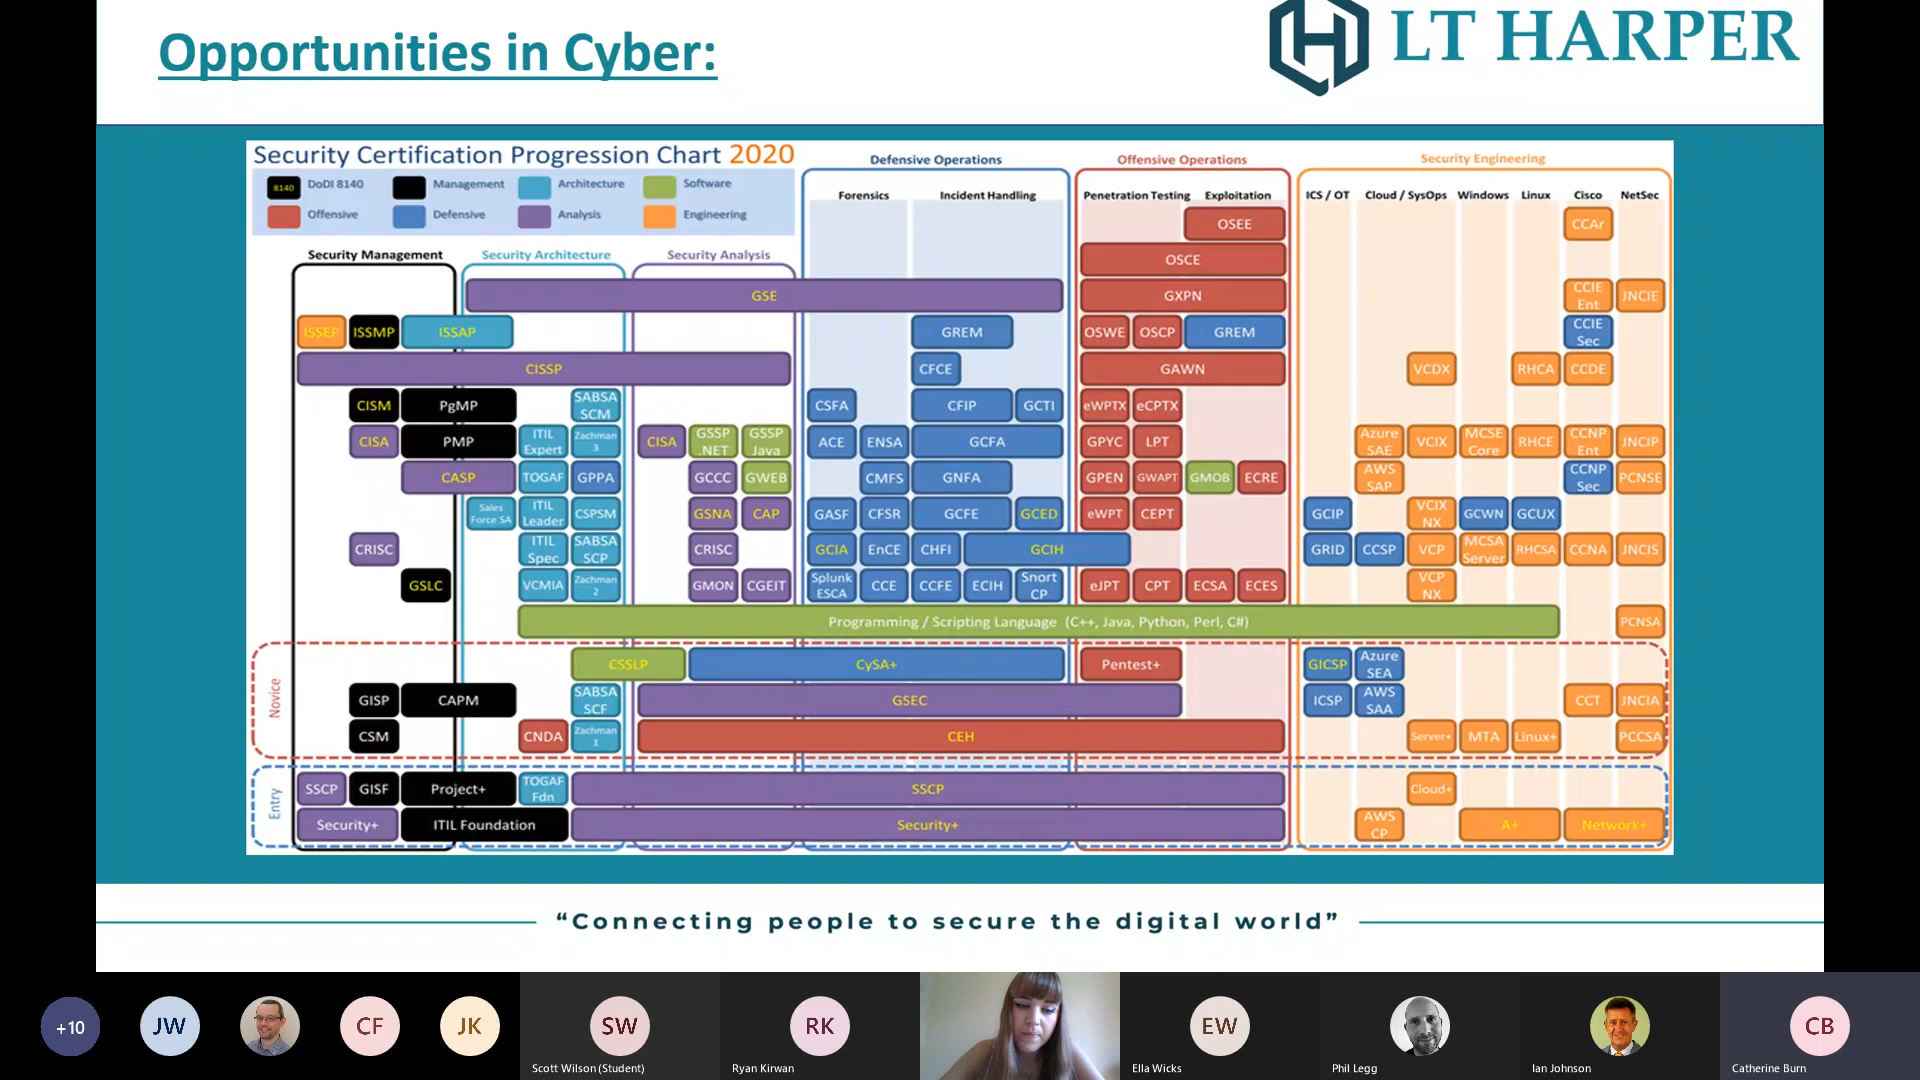 Opportunities in Cyber:
LT HARPER
Security Certification Progression Chart 2020
8140 DoDI 8140 Management Architecture Software
Offensive Defensive Analysis Engineering
Defensive Operations Offensive Operations Security Engineering
Forensics Incident Handling Penetration Testing Exploitation ICS / OT Cloud / SysOps Windows Linux Cisco NetSec
OSEE CCAr
Security Management Security Architecture Security Analysis
OSCE
GSE GXPN CCIE Ent JNCIE
ISSEP ISSMP ISSAP GREM OSWE OSCP GREM CCIE Sec
CISSP CFCE GAWN VCDX RHCA CCDE
CISM PgMP SABSA SCM CSFA CFIP GCTI eWPTX eCPTX
CISA PMP ITIL Expert Zachman 3 CISA GSSP .NET GSSP Java ACE ENSA GCFA GPYC LPT Azure SAE VCIX MCSE Core RHCE CCNP Ent JNCIP
CASP TOGAF GPPA GCCC GWEB CMFS GNFA GPEN GWAPT GMOB ECRE AWS SAP CCNP Sec PCNSE
Sales Force SA ITIL Leader CSPSM GSNA CAP GASF CFSR GCFE GCED eWPT CEPT GCIP VCIX NX GCWN GCUX
CRISC ITIL Spec SABSA SCP CRISC GCIA EnCE CHFI GCIH GRID CCSP VCP MCSA Server RHCSA CCNA JNCIS
GSLC VCMIA Zachman 2 GMON CGEIT Splunk ESCA CCE CCFE ECIH Snort CP eJPT CPT ECSA ECES VCP NX
Programming / Scripting Language (C++, Java, Python, Perl, C#) PCNSA
Novice
CSSLP CySA+ Pentest+ GICSP Azure SEA
GISP CAPM SABSA SCF GSEC ICSP AWS SAA CCT JNCIA
CSM CNDA Zachman 1 CEH Server+ MTA Linux+ PCCSA
Entry
SSCP GISF Project+ TOGAF Fdn SSCP Cloud+
Security+ ITIL Foundation Security+ AWS CP A+ Network+
“Connecting people to secure the digital world”
+10 JW CF JK SW RK EW CB
Scott Wilson (Student) Ryan Kirwan Ella Wicks Phil Legg Ian Johnson Catherine Burn